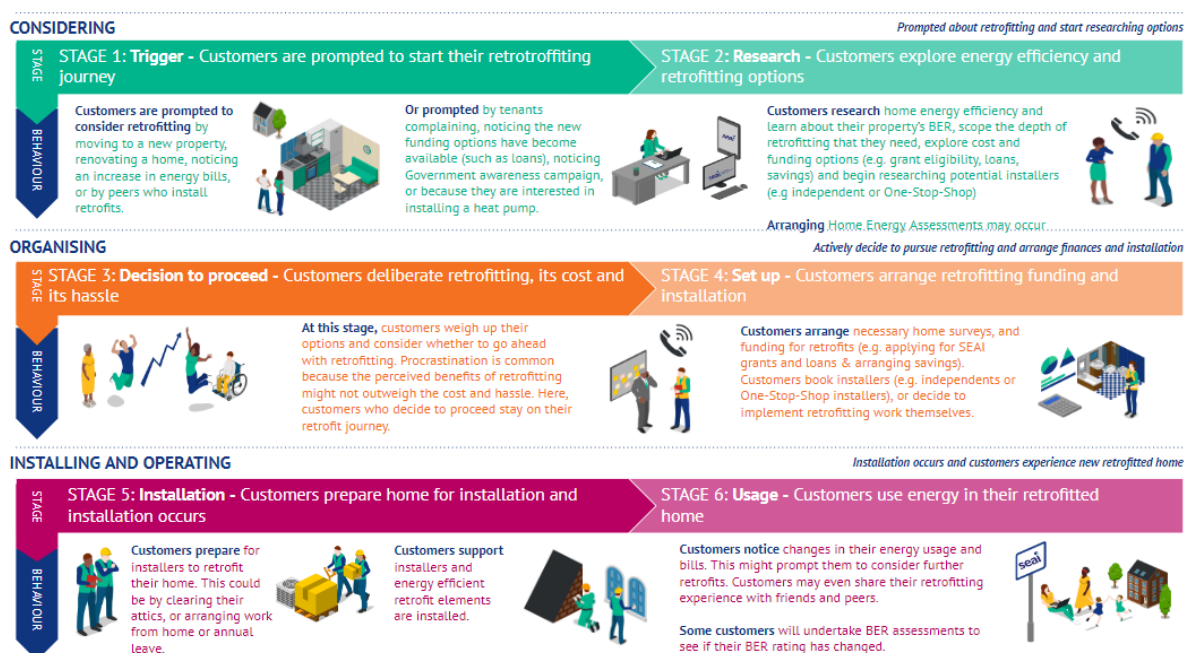 CONSIDERING
Prompted about retrofitting and start researching options
STAGE
STAGE 1: Trigger - Customers are prompted to start their retrotroffiting
journey
STAGE 2: Research - Customers explore energy efficiency and
retrofitting options
BEHAVIOUR
Customers are prompted to
consider retrofitting by
moving to a new property,
renovating a home, noticing
an increase in energy bills,
or by peers who install
retrofits.
Or prompted by tenants
complaining, noticing the new
funding options have become
available (such as loans), noticing
Government awareness campaign,
or because they are interested in
installing a heat pump.
seai
seai
Customers research home energy efficiency and
learn about their property's BER, scope the depth of
retrofitting that they need, explore cost and
funding options (e.g. grant eligibility, loans,
savings) and begin researching potential installers
(e.g independent or One-Stop-Shop)
Arranging Home Energy Assessments may occur
ORGANISING
Actively decide to pursue retrofitting and arrange finances and installation
STAGE
STAGE 3: Decision to proceed - Customers deliberate retrofitting, its cost and
its hassle
STAGE 4: Set up - Customers arrange retrofitting funding and
installation
BEHAVIOUR
At this stage, customers weigh up their
options and consider whether to go ahead
with retrofitting. Procrastination is common
because the perceived benefits of retrofitting
might not outweigh the cost and hassle. Here,
customers who decide to proceed stay on their
retrofit journey.
Customers arrange necessary home surveys, and
funding for retrofits (e.g. applying for SEAI
grants and loans & arranging savings).
Customers book installers (e.g. independents or
One-Stop-Shop installers), or decide to
implement retrofitting work themselves.
INSTALLING AND OPERATING
Installation occurs and customers experience new retrofitted home
STAGE
STAGE 5: Installation - Customers prepare home for installation and
installation occurs
STAGE 6: Usage - Customers use energy in their retrofitted
home
BEHAVIOUR
Customers prepare for
installers to retrofit
their home. This could
be by clearing their
attics, or arranging work
from home or annual
leave.
Customers support
installers and
energy efficient
retrofit elements
are installed.
Customers notice changes in their energy usage and
bills. This might prompt them to consider further
retrofits. Customers may even share their retrofitting
experience with friends and peers.
Some customers will undertake BER assessments to
see if their BER rating has changed.
seai